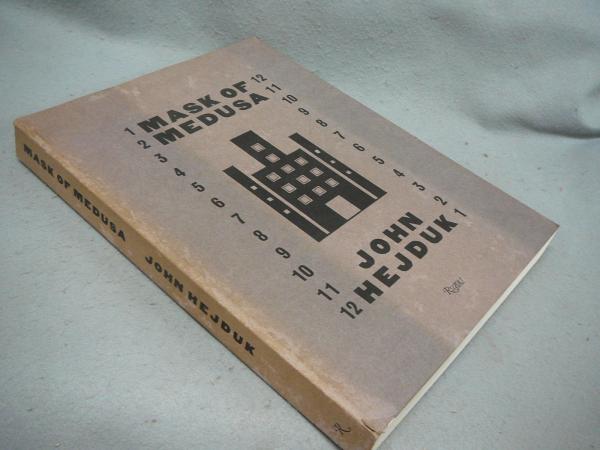 1 MASK OF 12
2 MEDUSA 11
3 10
4 9
5 8
6 7
7 6
8 5
9 4
10 3
11 JOHN 2
12 HEJDUK 1
Rizzoli
MASK OF MEDUSA JOHN HEJDUK
R